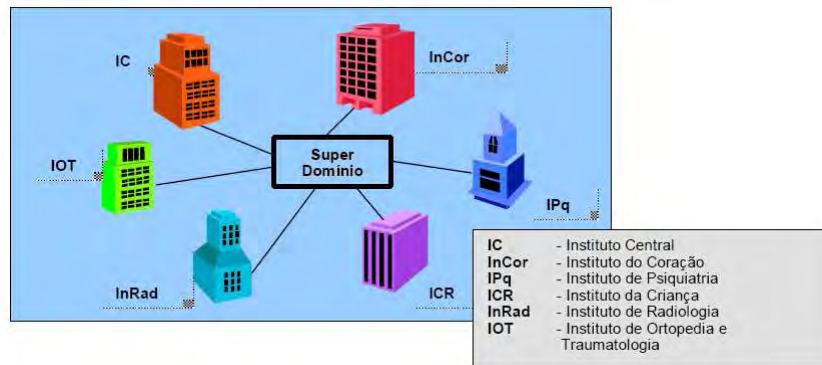 IC
InCor
IOT
Super
Domínio
IPq
InRad
ICR
IC - Instituto Central
InCor - Instituto do Coração
IPq - Instituto de Psiquiatria
ICR - Instituto da Criança
InRad - Instituto de Radiologia
IOT - Instituto de Ortopedia e
Traumatologia